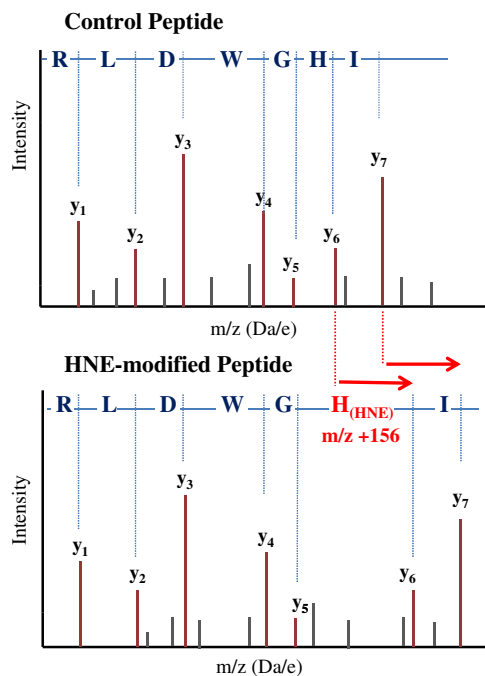 Control Peptide
R L D W G H I
Intensity
y1 y2 y3 y4 y5 y6 y7
m/z (Da/e)
HNE-modified Peptide
R L D W G H(HNE) I
m/z +156
Intensity
y1 y2 y3 y4 y5 y6 y7
m/z (Da/e)